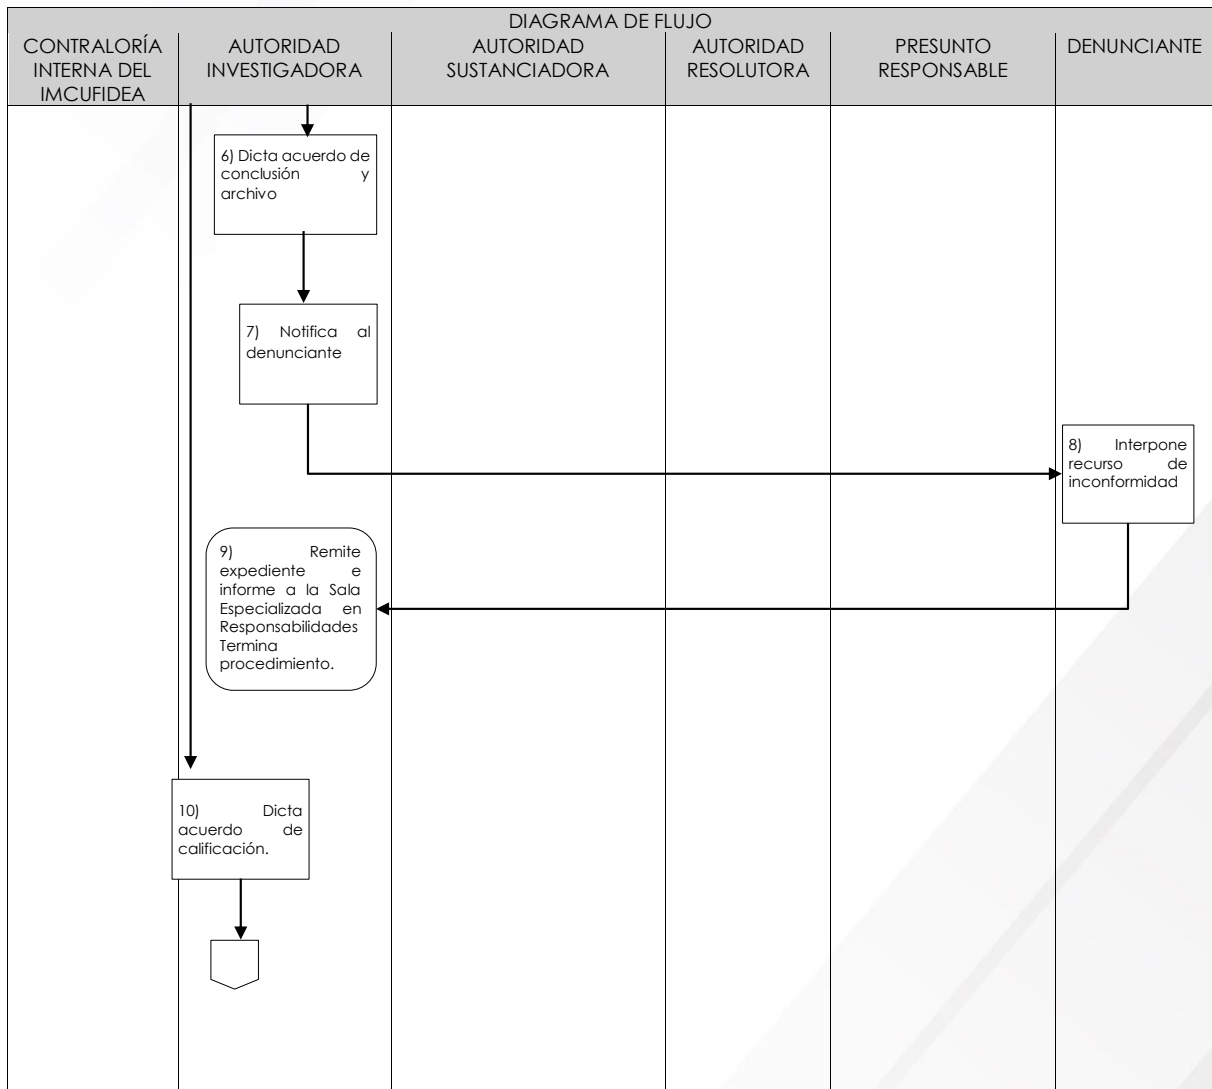 DIAGRAMA DE FLUJO
CONTRALORÍA
INTERNA DEL
IMCUFIDEA
AUTORIDAD
INVESTIGADORA
AUTORIDAD
SUSTANCIADORA
AUTORIDAD
RESOLUTORA
PRESUNTO
RESPONSABLE
DENUNCIANTE
6) Dicta acuerdo de
conclusión y
archivo
7) Notifica al
denunciante
8) Interpone
recurso de
inconformidad
9) Remite
expediente e
informe a la Sala
Especializada en
Responsabilidades
Termina
procedimiento.
10) Dicta
acuerdo de
calificación.